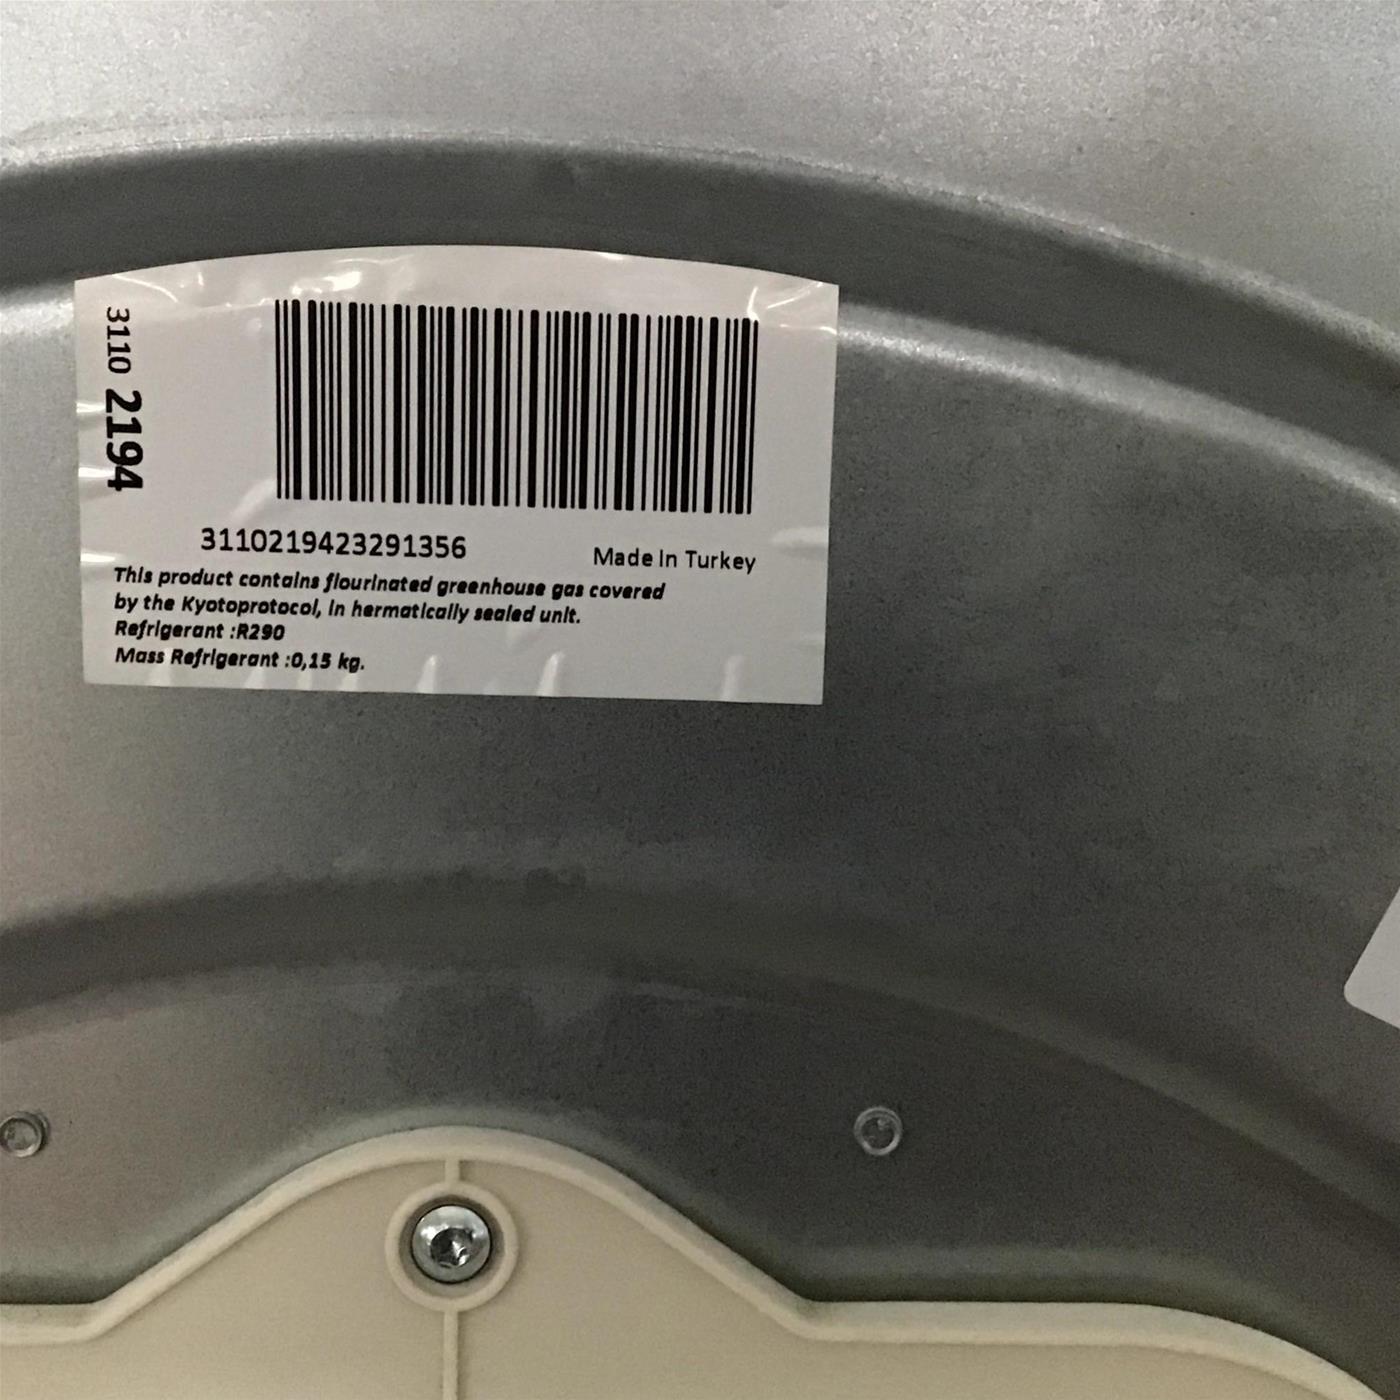 3110 2194
3110219423291356
Made In Turkey
This product contains flourinated greenhouse gas covered
by the Kyotoprotocol, in hermatically sealed unit.
Refrigerant :R290
Mass Refrigerant :0,15 kg.